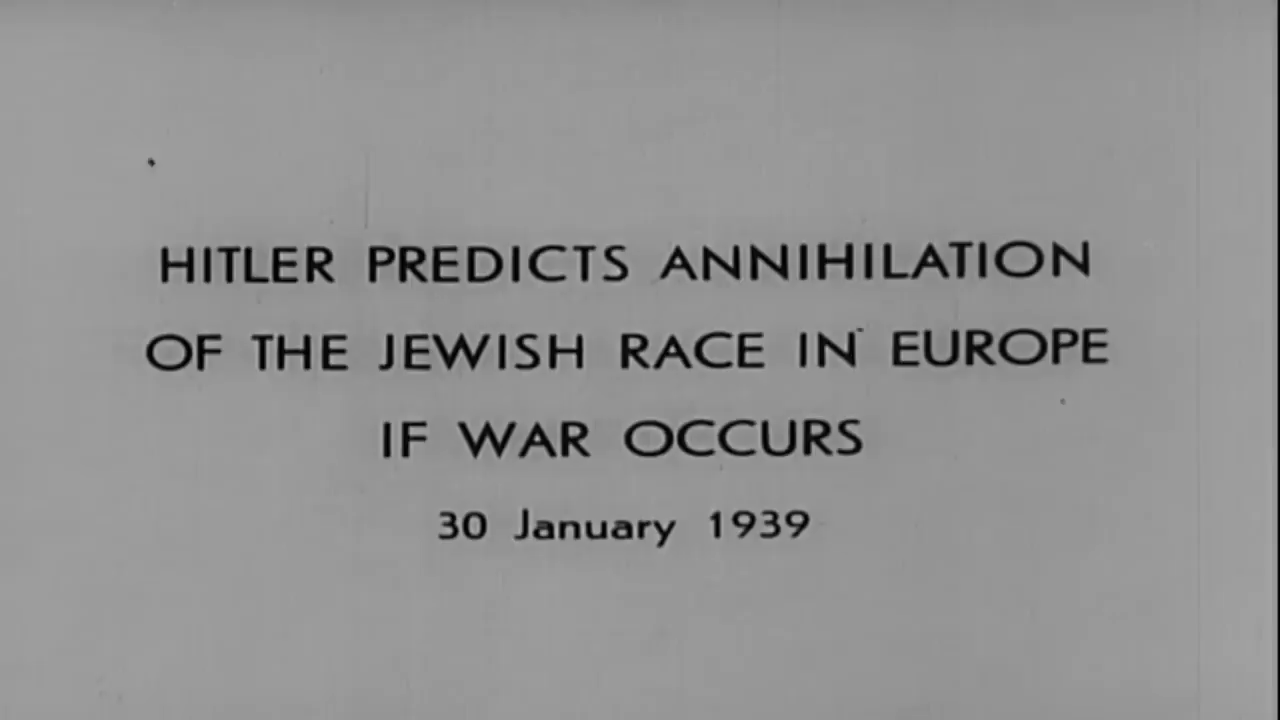 HITLER PREDICTS ANNIHILATION
OF THE JEWISH RACE IN EUROPE
IF WAR OCCURS
30 January 1939